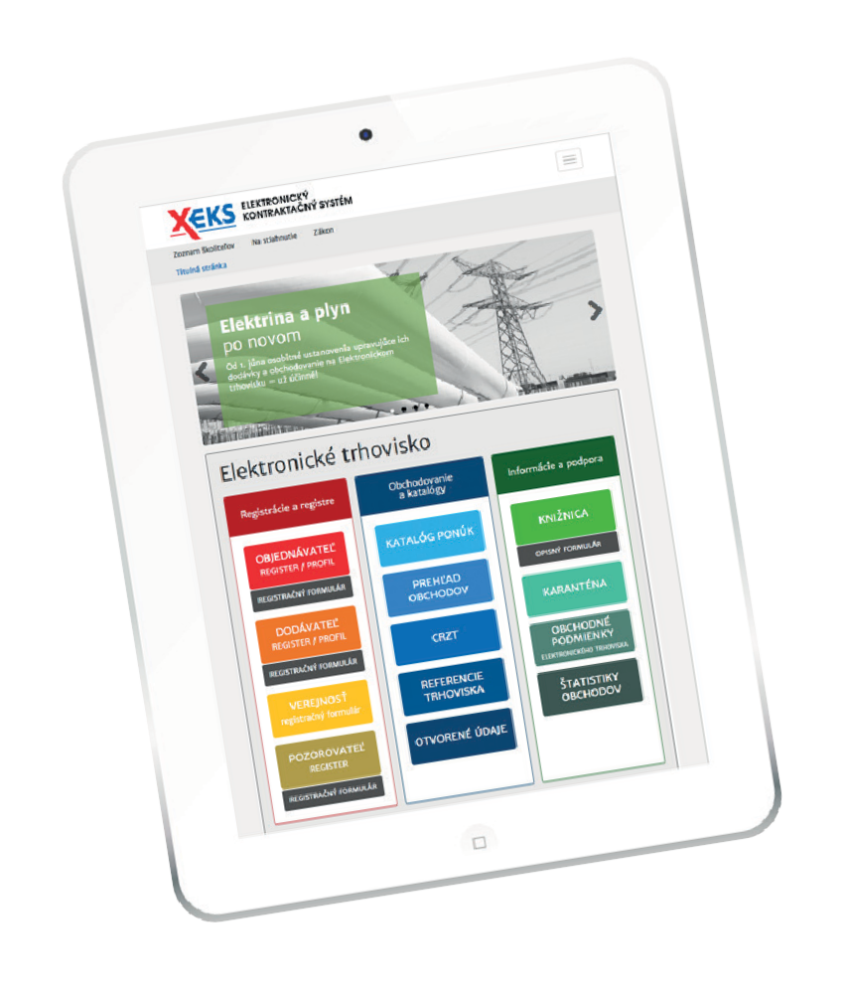 XEKS
ELEKTRONICKÝ
KONTRAKTAČNÝ SYSTÉM
Zoznam školiteľov
Na stiahnutie
Zákon
Titulná stránka
Elektrina a plyn
po novom
Od 1. júna osobitné ustanovenia upravujúce ich
dodávky a obchodovanie na Elektronickom
trhovisku — už účinné!
Elektronické trhovisko
Registrácie a registre
OBJEDNÁVATEĽ
REGISTER / PROFIL
REGISTRAČNÝ FORMULÁR
DODÁVATEĽ
REGISTER / PROFIL
REGISTRAČNÝ FORMULÁR
VEREJNOSŤ
registračný formulár
POZOROVATEĽ
REGISTER
REGISTRAČNÝ FORMULÁR
Obchodovanie
a katalógy
KATALÓG PONÚK
PREHĽAD
OBCHODOV
CRZT
REFERENCIE
TRHOVISKA
OTVORENÉ ÚDAJE
Informácie a podpora
KNIŽNICA
OPISNÝ FORMULÁR
KARANTÉNA
OBCHODNÉ
PODMIENKY
ELEKTRONICKÉHO TRHOVISKA
ŠTATISTIKY
OBCHODOV